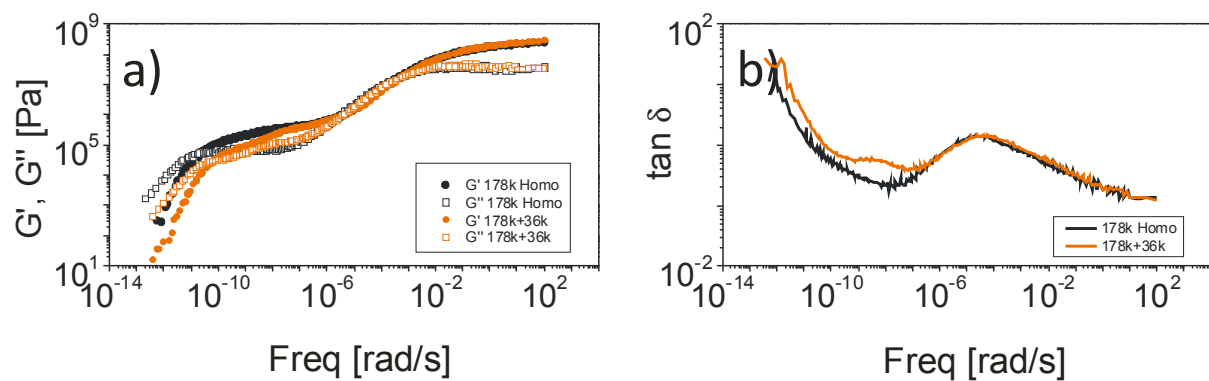 a)
G', G" [Pa]
10^9
10^5
10^1
10^-14
10^-10
10^-6
10^-2
10^2
Freq [rad/s]
G' 178k Homo
G" 178k Homo
G' 178k+36k
G" 178k+36k
b)
tan δ
10^2
10^-2
10^-14
10^-10
10^-6
10^-2
10^2
Freq [rad/s]
178k Homo
178k+36k